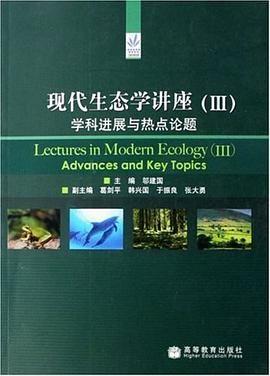 现代生态学讲座(III)
学科进展与热点论题
Lectures in Modern Ecology (III)
Advances and Key Topics
▶ 主 编 邬建国
▶ 副主编 葛剑平 韩兴国 于振良 张大勇
高等教育出版社
HIGHER EDUCATION PRESS